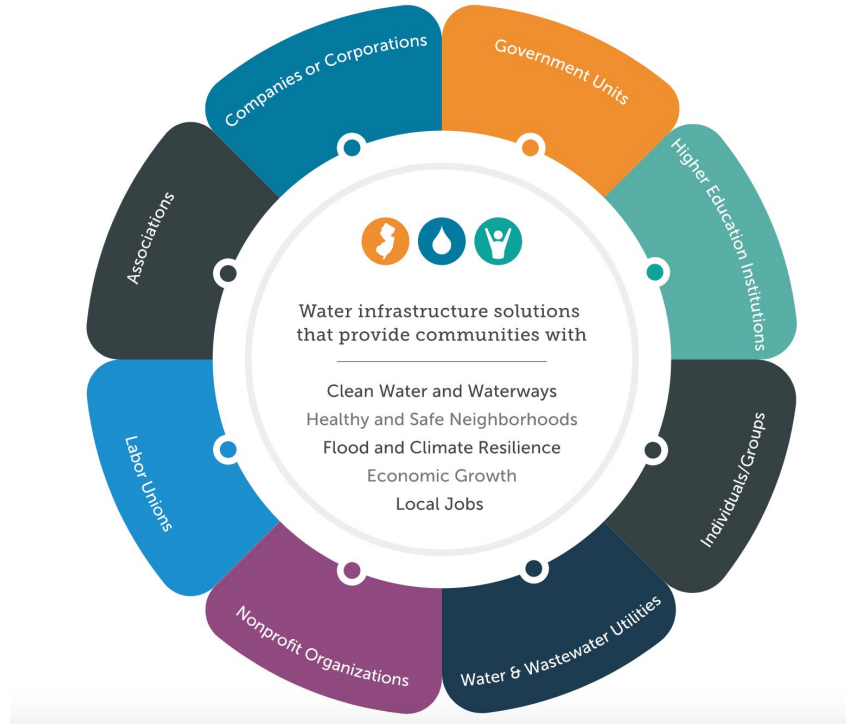 Companies or Corporations
Government Units
Higher Education Institutions
Individuals/Groups
Water & Wastewater Utilities
Nonprofit Organizations
Labor Unions
Associations
Water infrastructure solutions
that provide communities with
Clean Water and Waterways
Healthy and Safe Neighborhoods
Flood and Climate Resilience
Economic Growth
Local Jobs